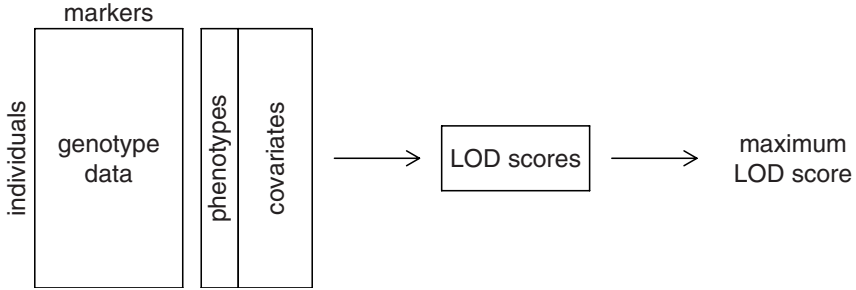 markers
individuals
genotype
data
phenotypes
covariates
LOD scores
maximum
LOD score